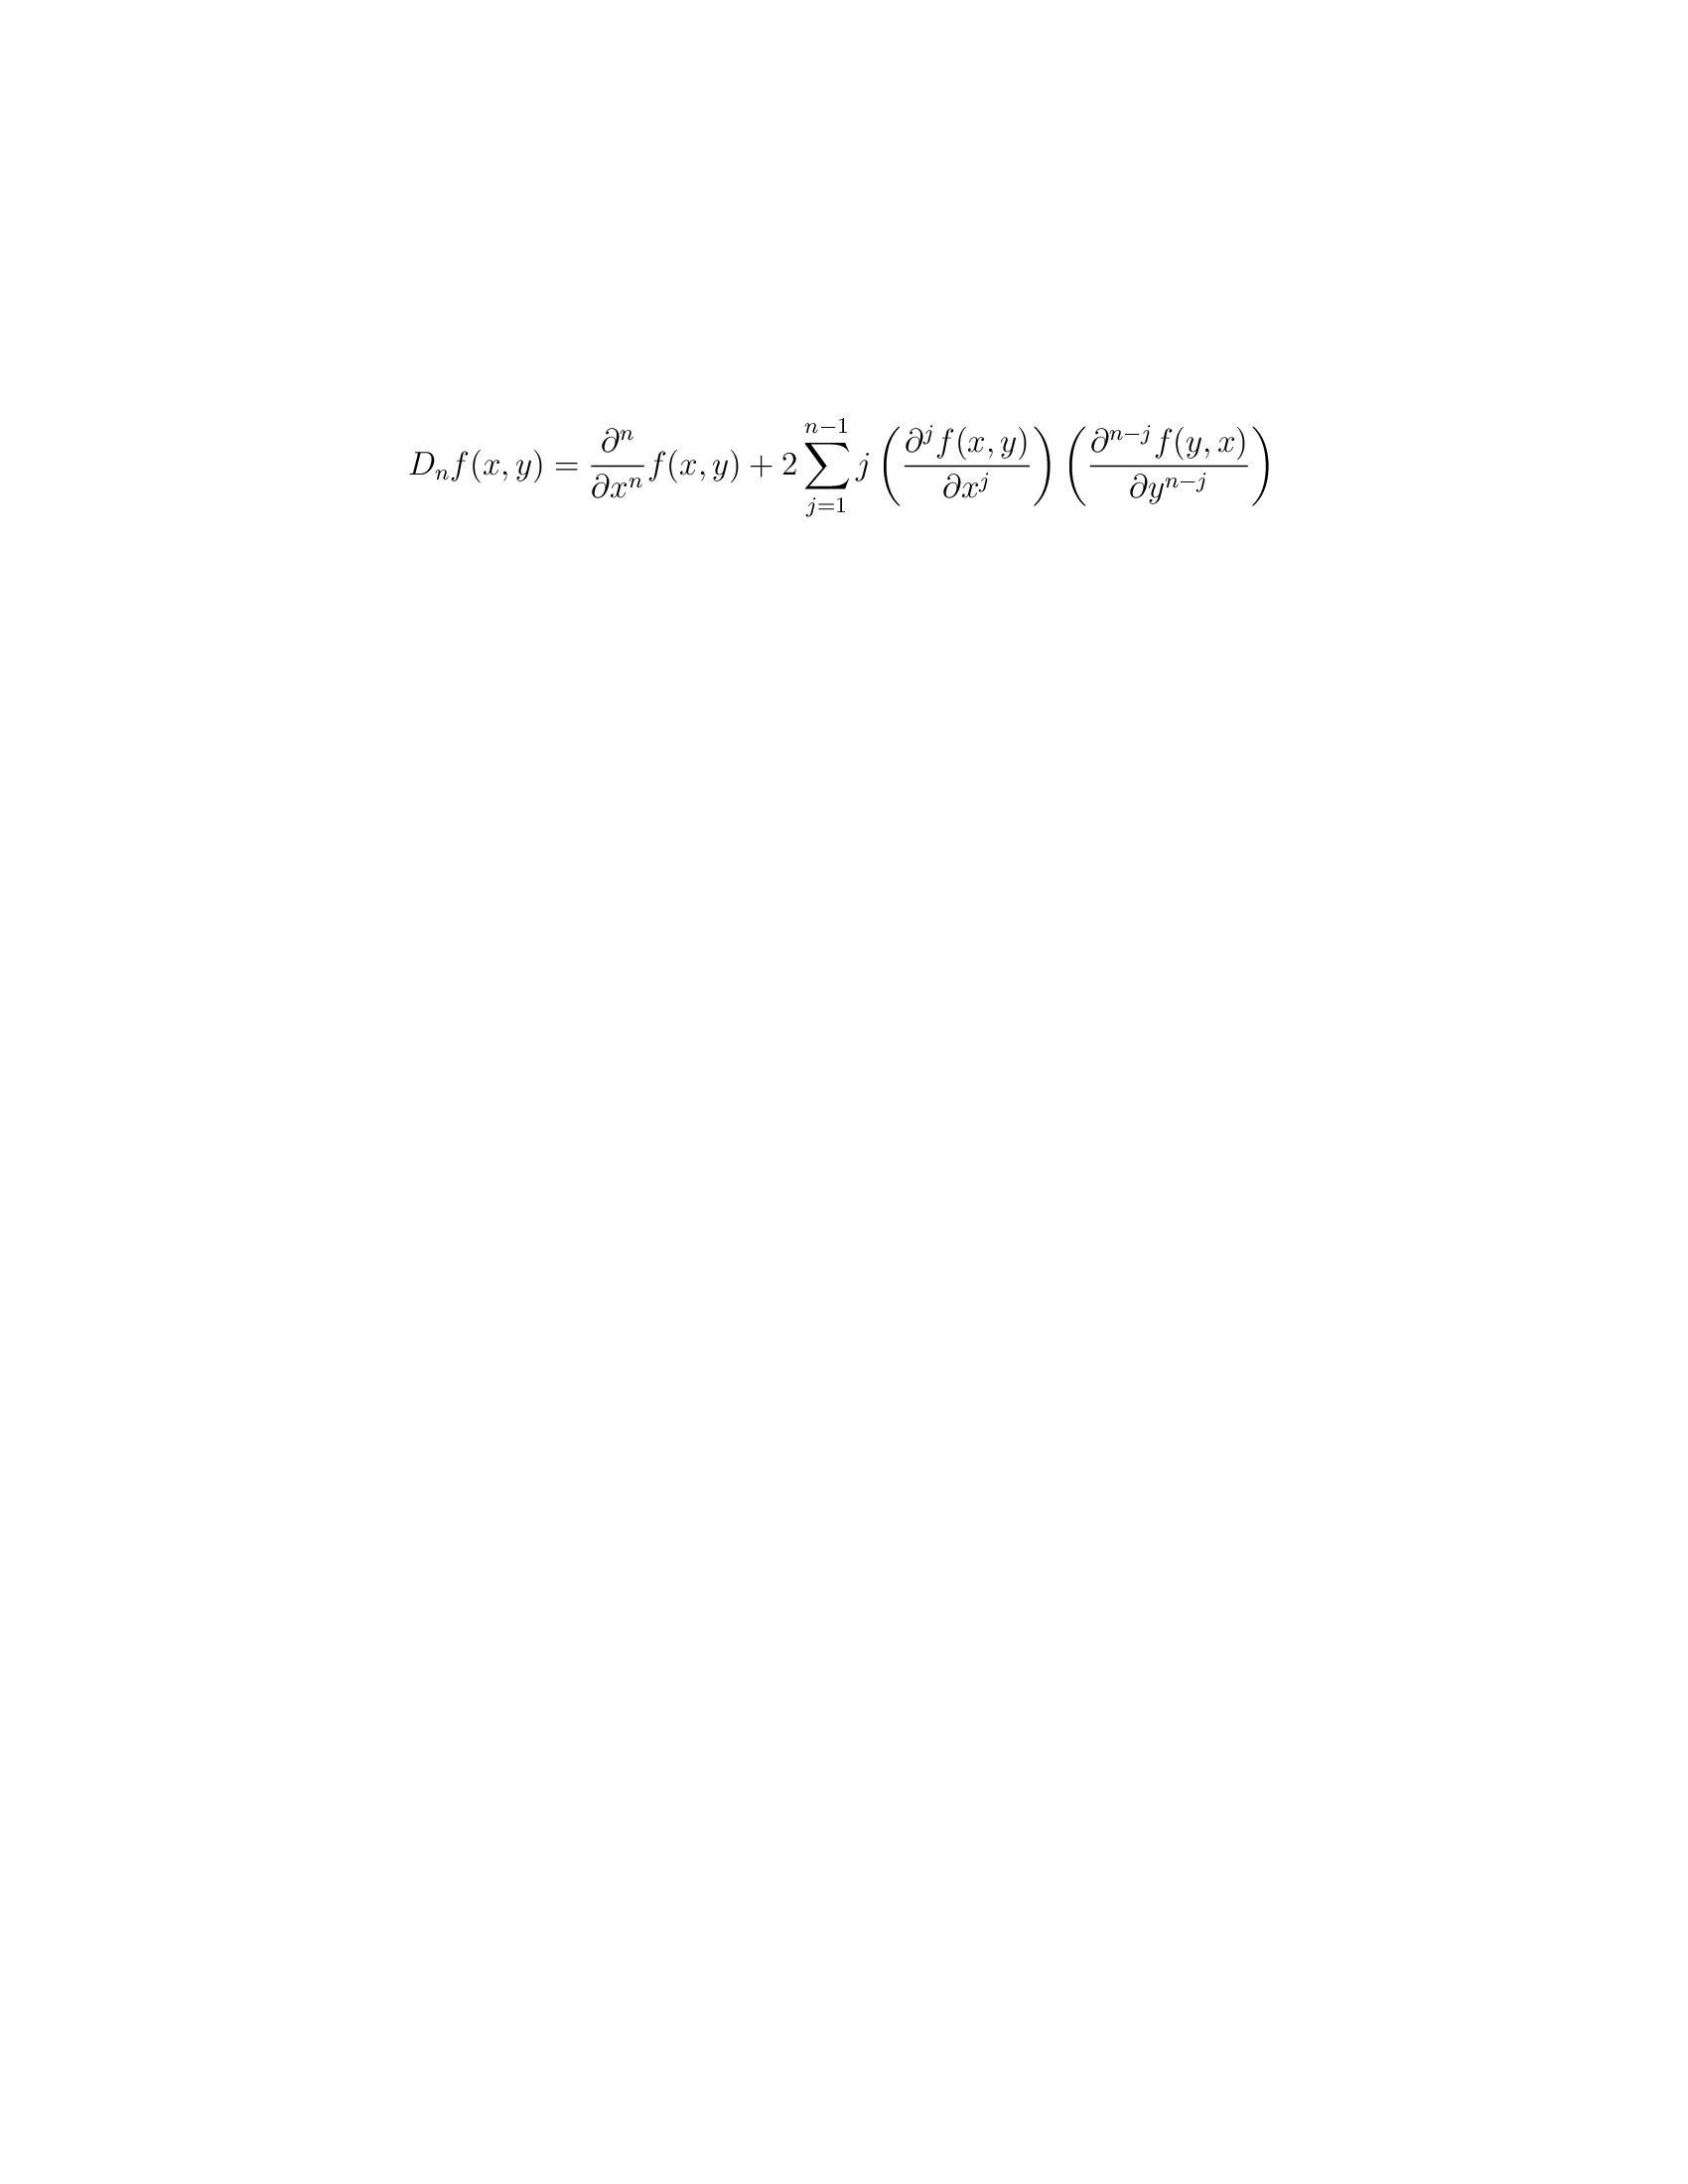 $D_n f(x, y) = \frac{\partial^n}{\partial x^n} f(x, y) + 2 \sum_{j=1}^{n-1} j \left( \frac{\partial^j f(x, y)}{\partial x^j} \right) \left( \frac{\partial^{n-j} f(y, x)}{\partial y^{n-j}} \right)$